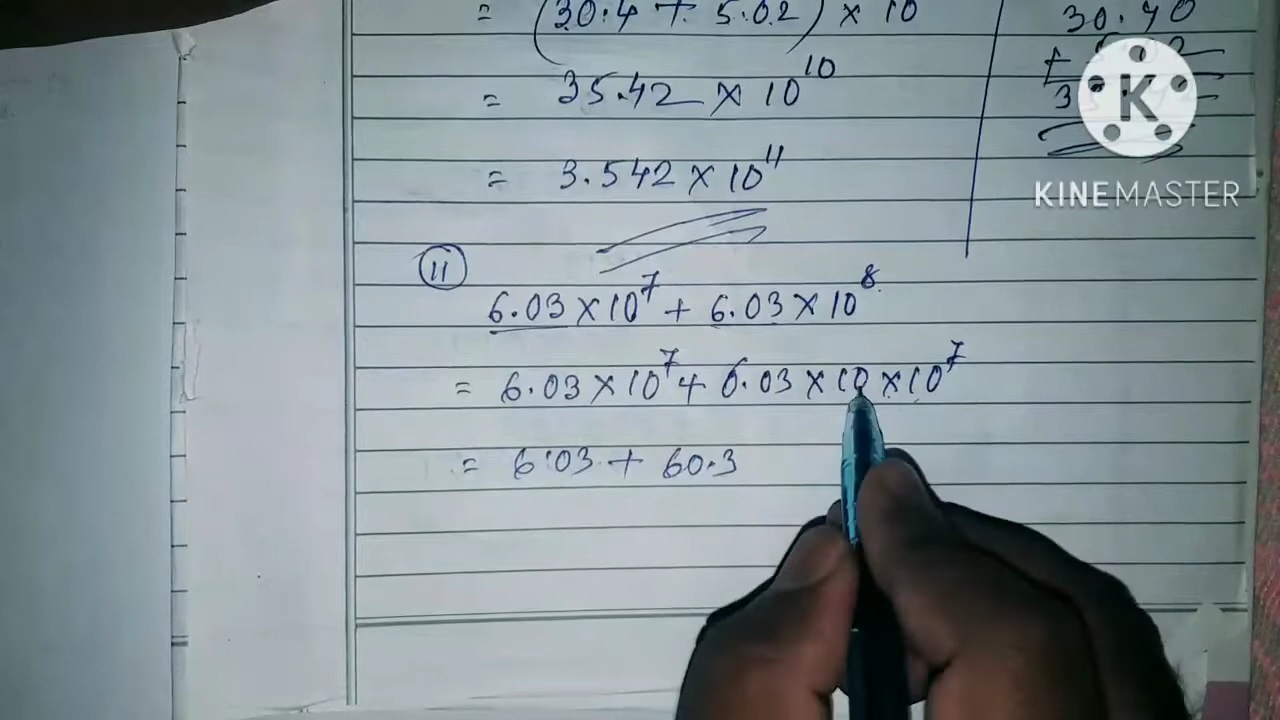 = (30.4 + 5.02) × 10
30.40
+
3
= 35.42 × 10^10
= 3.542 × 10^11
K
KINEMASTER
11
6.03 × 10^7 + 6.03 × 10^8
= 6.03 × 10^7 + 6.03 × 10 × 10^7
= 6.03 + 60.3